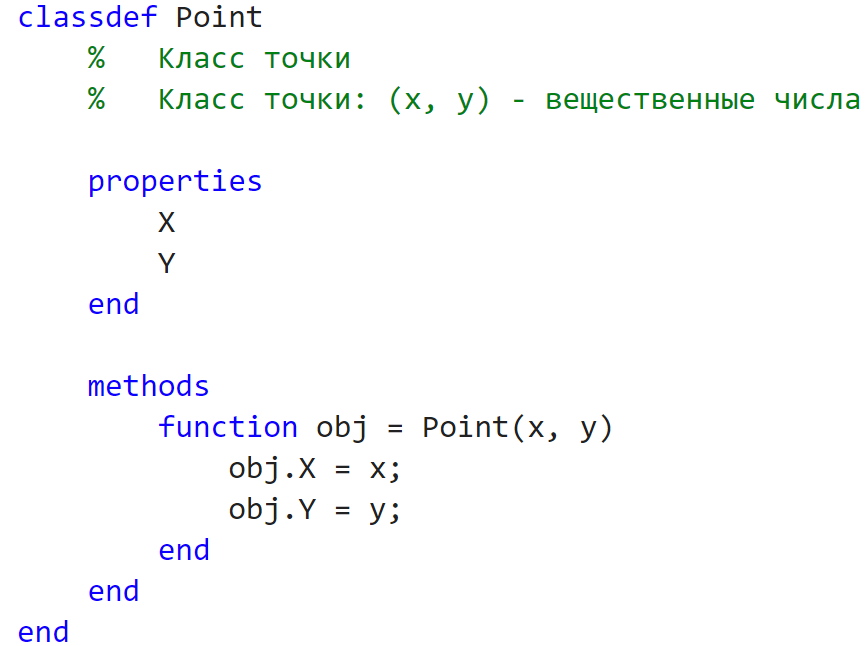 classdef Point
%   Класс точки
%   Класс точки: (x, y) - вещественные числа
properties
X
Y
end
methods
function obj = Point(x, y)
obj.X = x;
obj.Y = y;
end
end
end